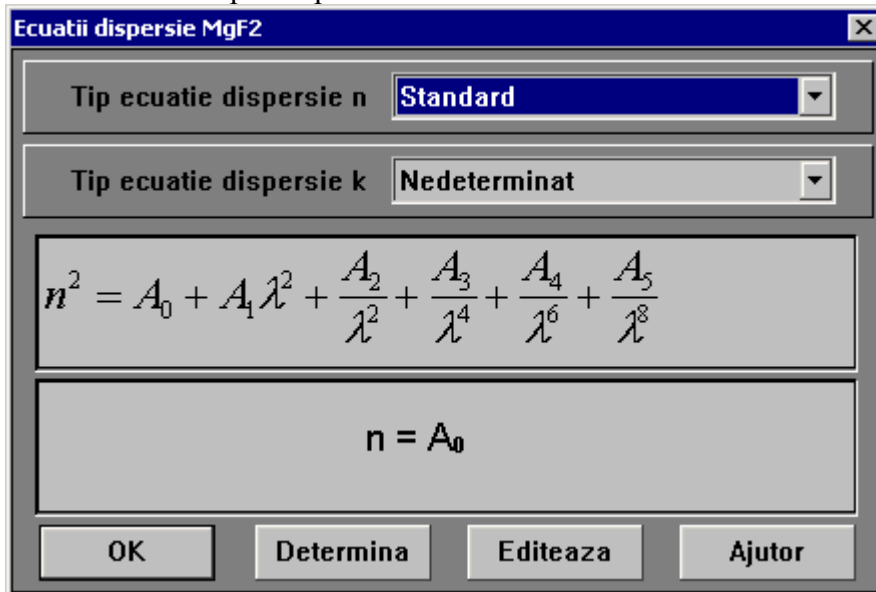 Ecuatii dispersie MgF2
Tip ecuatie dispersie n Standard
Tip ecuatie dispersie k Nedeterminat
n² = A₀ + A₁λ² + A₂/λ² + A₃/λ⁴ + A₄/λ⁶ + A₅/λ⁸
n = A₀
OK Determina Editeaza Ajutor